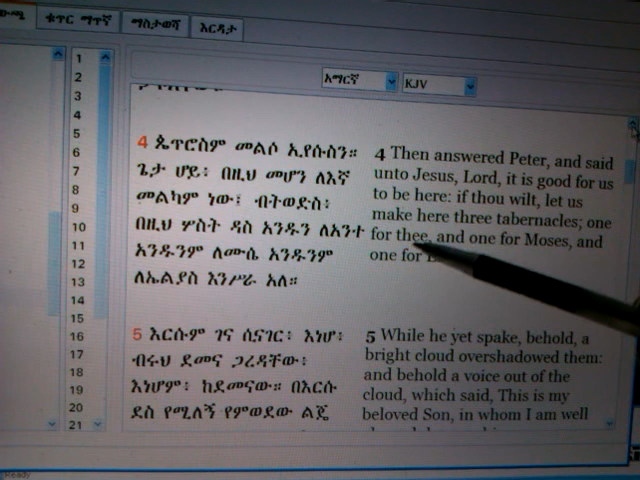 ቁጥር ማጥኛ
ማስታወሻ
እርዳታ
አማርኛ
KJV
1
2
3
4
5
6
7
8
9
10
11
12
13
14
15
16
17
18
19
20
21
4 ጴጥሮስም መልሶ ኢየሱስን።
ጌታ ሆይ፥ በዚህ መሆን ለእኛ
መልካም ነው፤ ብትወድስ፥
በዚህ ሦስት ዳስ አንዱን ለአንተ
አንዱንም ለሙሴ አንዱንም
ለኤልያስ እንሥራ አለ።
5 እርሱም ገና ሲናገር፥ እነሆ፥
ብሩህ ደመና ጋረዳቸው፥
እነሆም፥ ከደመናው። በእርሱ
ደስ የሚለኝ የምወደው ልጄ
4 Then answered Peter, and said
unto Jesus, Lord, it is good for us
to be here: if thou wilt, let us
make here three tabernacles; one
for thee, and one for Moses, and
one for
5 While he yet spake, behold, a
bright cloud overshadowed them:
and behold a voice out of the
cloud, which said, This is my
beloved Son, in whom I am well
Ready